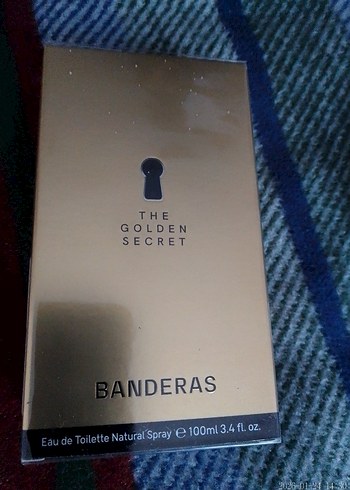 THE
GOLDEN
SECRET
BANDERAS
Eau de Toilette Natural Spray ℮ 100ml 3.4 fl. oz.